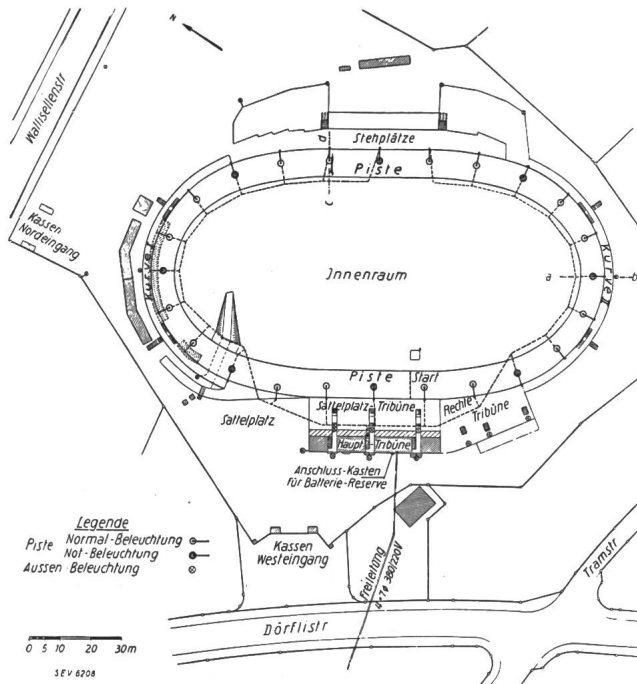 N
Wallisellenstr
Kassen
Nordeingang
Stehplätze
d
c
Piste
Kurve I
Innenraum
a
b
Piste
Start
Sattelplatz
Sattelplatz-Tribüne
Haupt-Tribüne
Rechte
Tribüne
Anschluss-Kasten
für Batterie-Reserve
Legende
Piste
Normal-Beleuchtung
Not-Beleuchtung
Aussen-Beleuchtung
Kassen
Westeingang
Freileitung
380/220V
Dörflistr
Tramstr
0 5 10 20 30m
SEV 6208